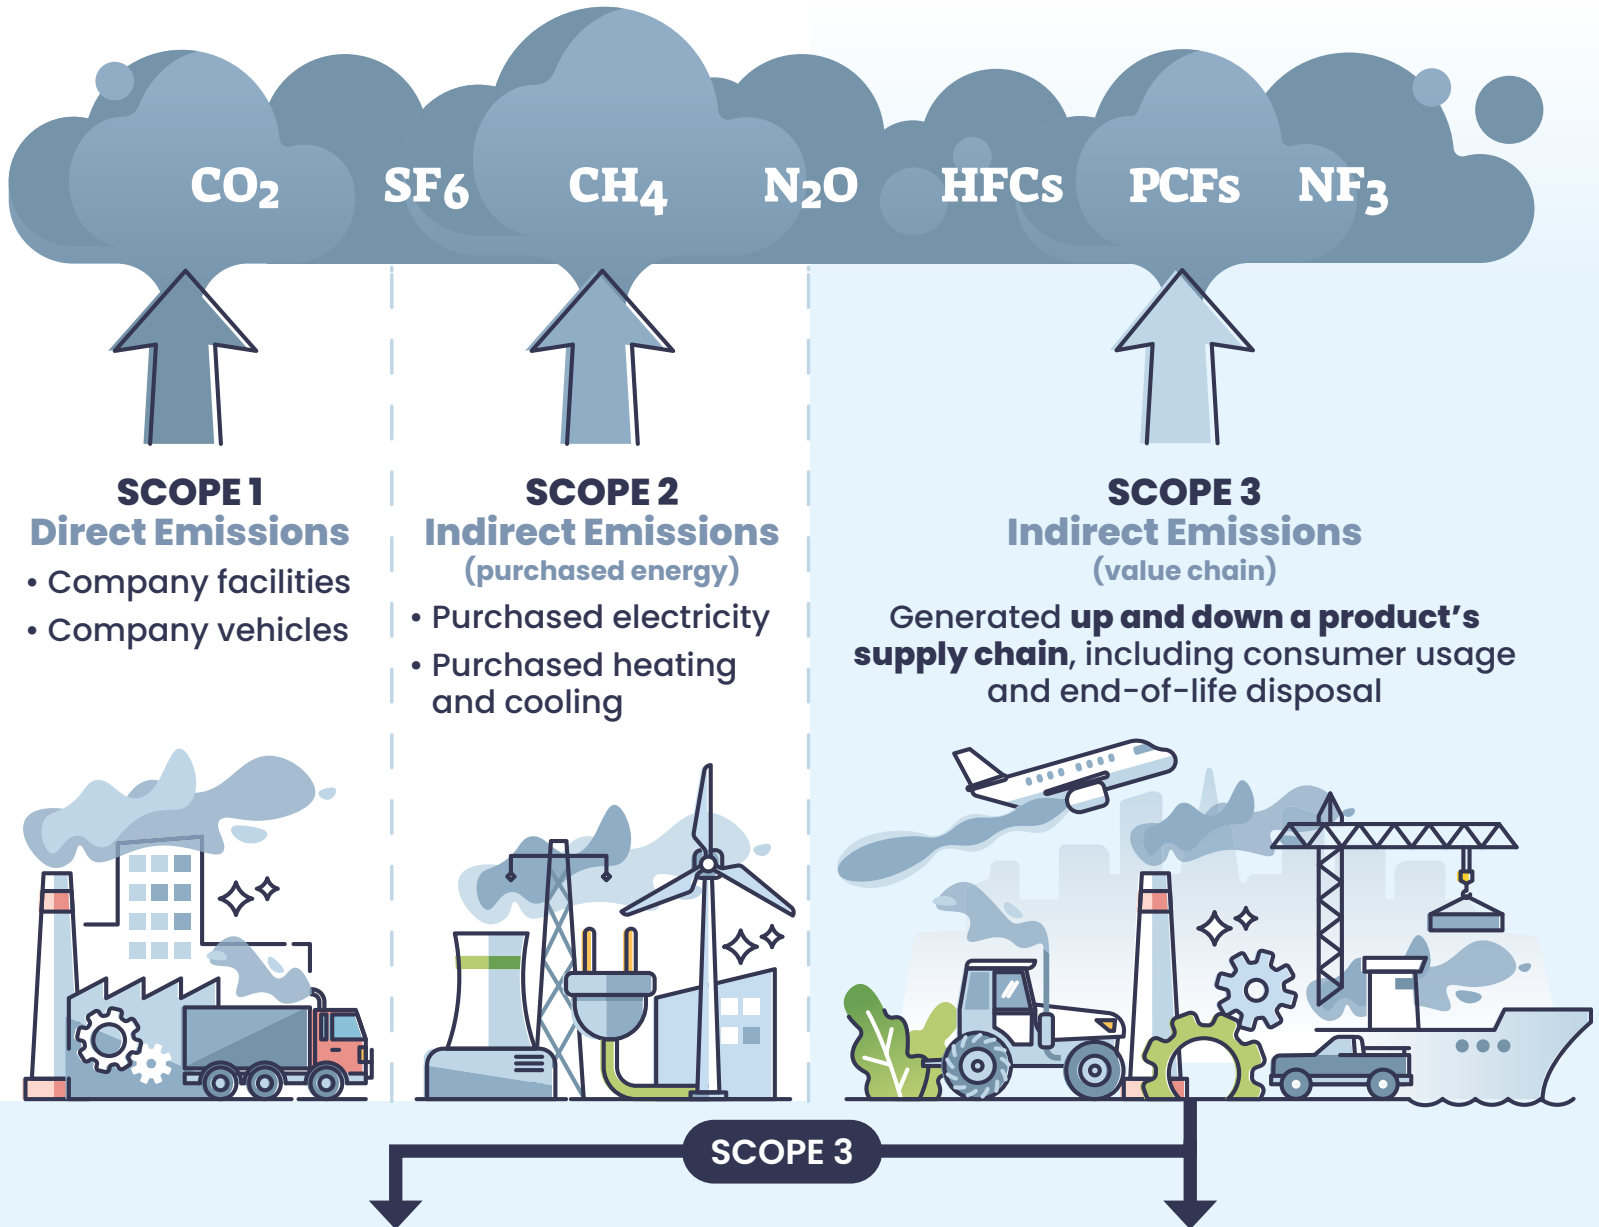 CO₂ SF₆ CH₄ N₂O HFCs PCFs NF₃
SCOPE 1
Direct Emissions
• Company facilities
• Company vehicles
SCOPE 2
Indirect Emissions
(purchased energy)
• Purchased electricity
• Purchased heating
and cooling
SCOPE 3
Indirect Emissions
(value chain)
Generated up and down a product's
supply chain, including consumer usage
and end-of-life disposal
SCOPE 3